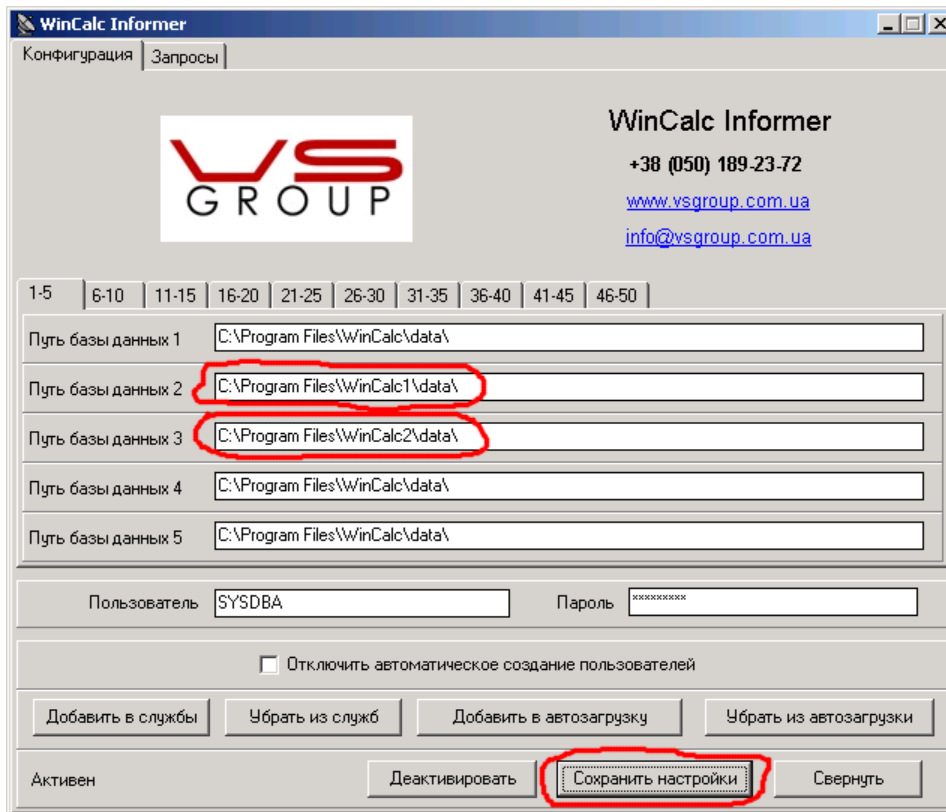 WinCalc Informer
Конфигурация Запросы
VS
GROUP
WinCalc Informer
+38 (050) 189-23-72
www.vsgroup.com.ua
info@vsgroup.com.ua
1-5 6-10 11-15 16-20 21-25 26-30 31-35 36-40 41-45 46-50
Путь базы данных 1 C:\Program Files\WinCalc\data\
Путь базы данных 2 C:\Program Files\WinCalc1\data\
Путь базы данных 3 C:\Program Files\WinCalc2\data\
Путь базы данных 4 C:\Program Files\WinCalc\data\
Путь базы данных 5 C:\Program Files\WinCalc\data\
Пользователь SYSDBA Пароль *********
Отключить автоматическое создание пользователей
Добавить в службы Убрать из служб Добавить в автозагрузку Убрать из автозагрузки
Активен Деактивировать Сохранить настройки Свернуть